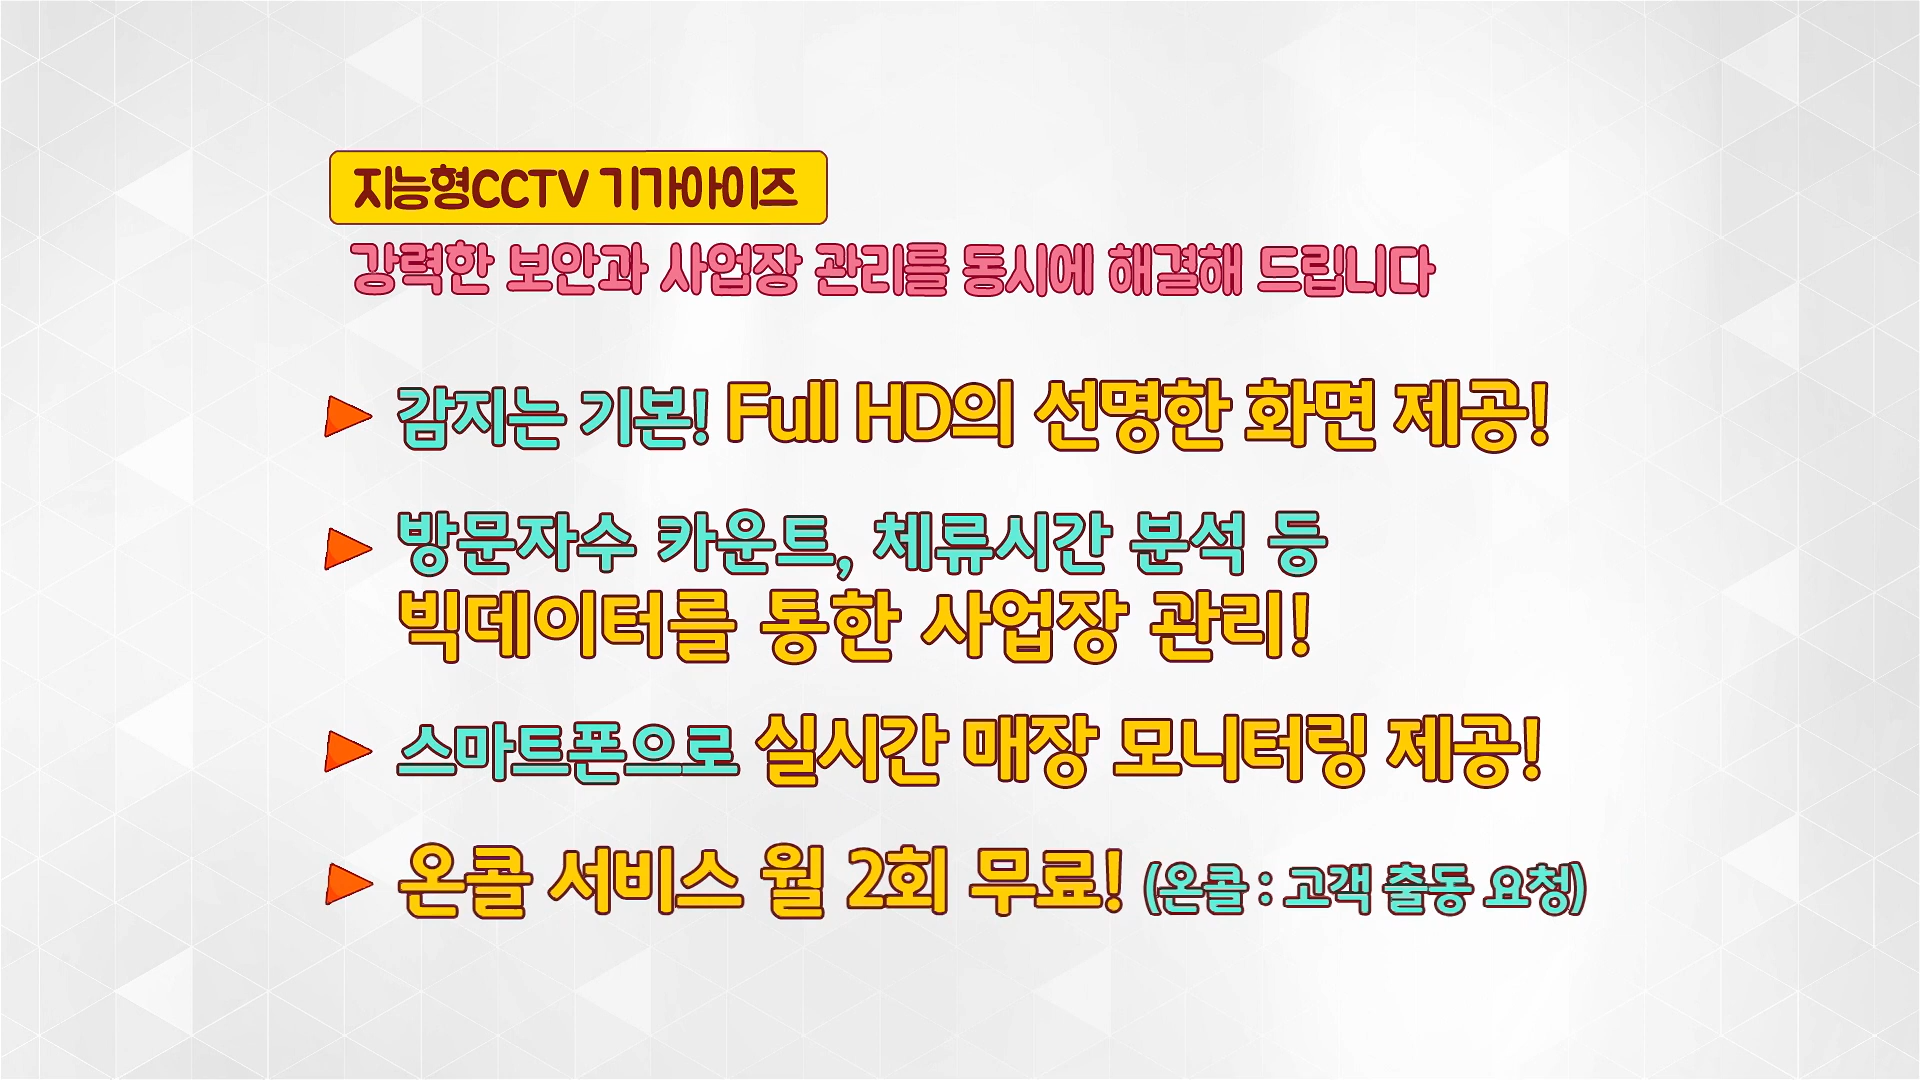 지능형CCTV 기가아이즈
강력한 보안과 사업장 관리를 동시에 해결해 드립니다
▶ 감지는 기본! Full HD의 선명한 화면 제공!
▶ 방문자수 카운트, 체류시간 분석 등
빅데이터를 통한 사업장 관리!
▶ 스마트폰으로 실시간 매장 모니터링 제공!
▶ 온콜 서비스 월 2회 무료! (온콜 : 고객 출동 요청)